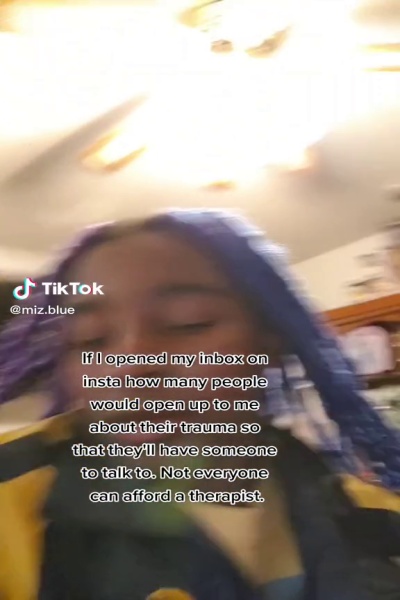 TikTok
@miz.blue
If I opened my inbox on
insta how many people
would open up to me
about their trauma so
that they'll have someone
to talk to. Not everyone
can afford a therapist.